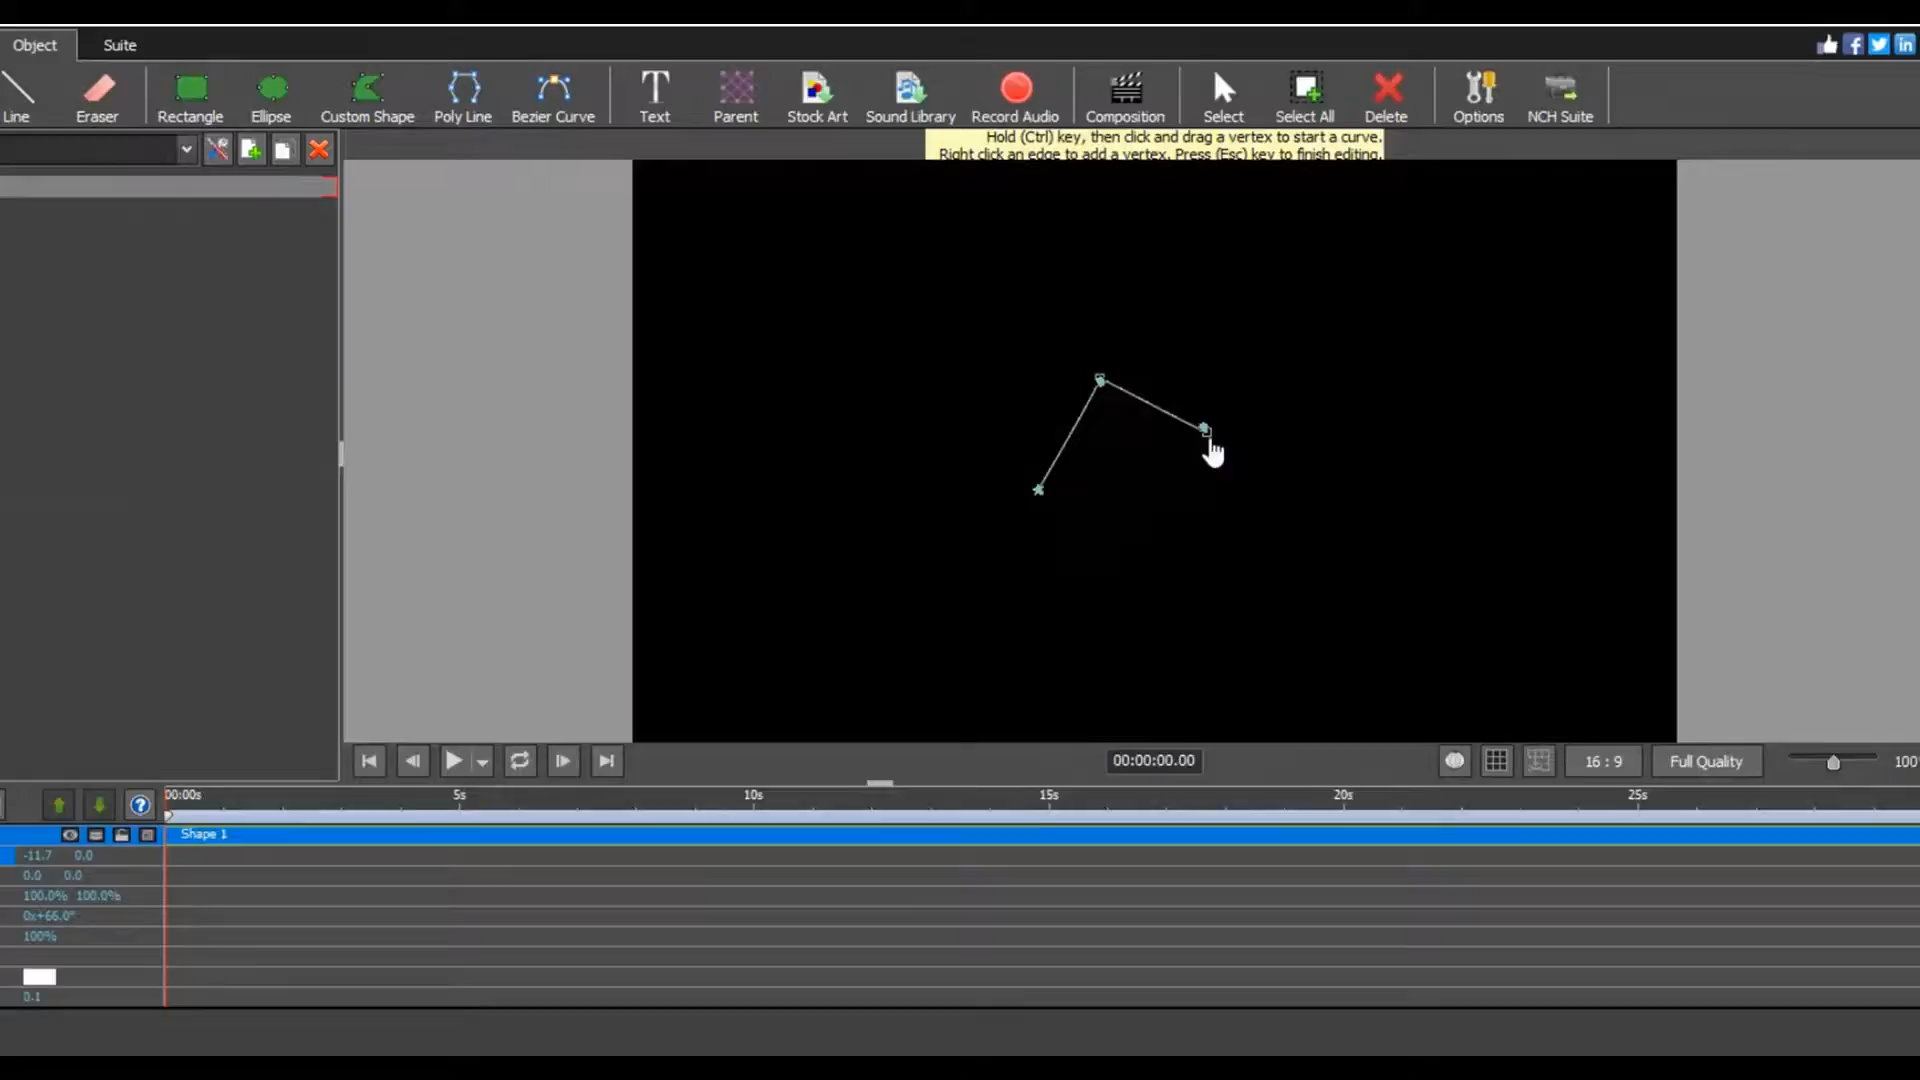 Object Suite
Line Eraser Rectangle Ellipse Custom Shape Poly Line Bezier Curve Text Parent Stock Art Sound Library Record Audio Composition Select Select All Delete Options NCH Suite
Hold (Ctrl) key, then click and drag a vertex to start a curve.
Right click an edge to add a vertex. Press (Esc) key to finish editing.
00:00:00.00 16 : 9 Full Quality 100
00:00s 5s 10s 15s 20s 25s
Shape 1
-11.7 0.0
0.0 0.0
100.0% 100.0%
0x+66.0°
100%
0.1